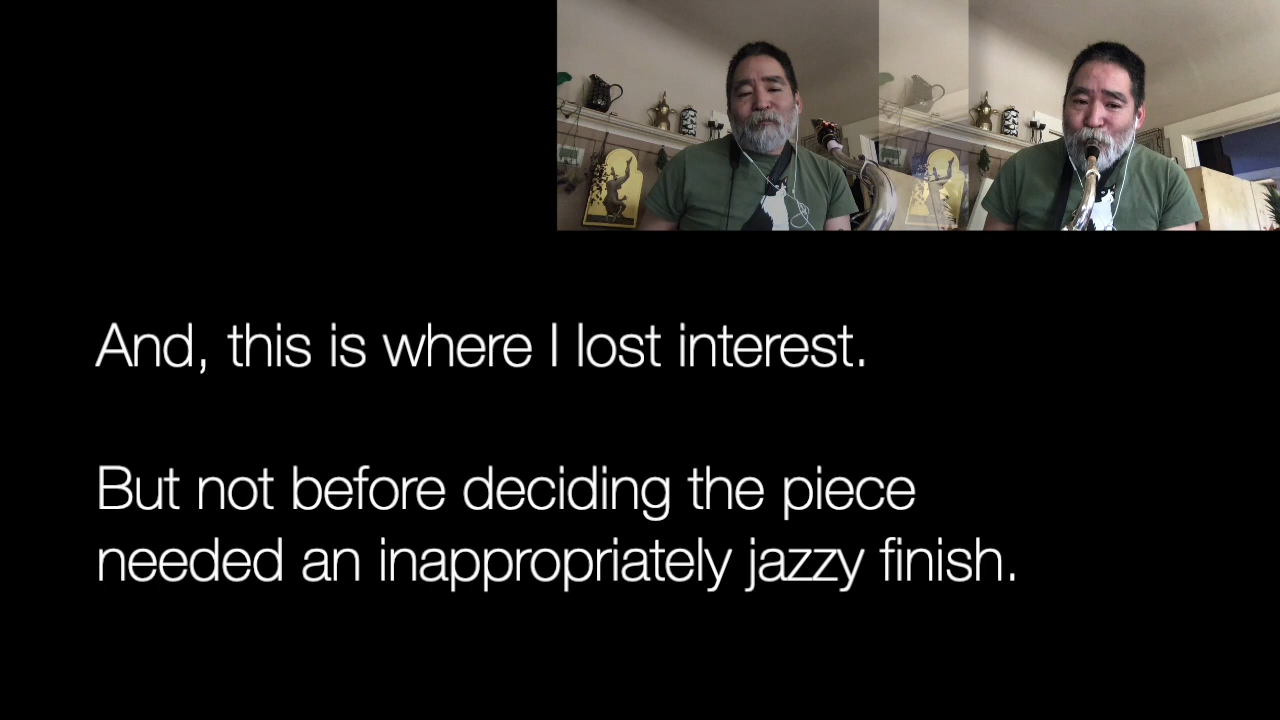 And, this is where I lost interest.
But not before deciding the piece
needed an inappropriately jazzy finish.